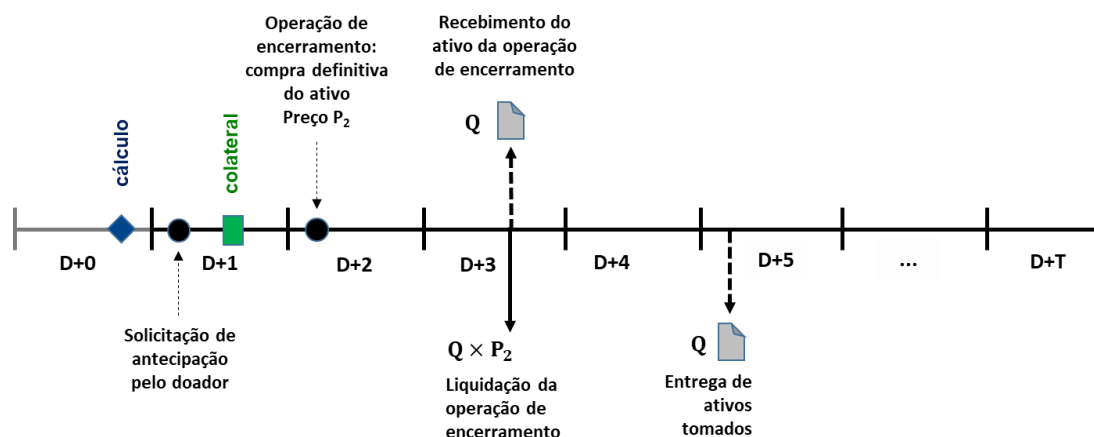 Operação de
encerramento:
compra definitiva
do ativo
Preço P₂
Recebimento do
ativo da operação
de encerramento
Q
cálculo
colateral
D+0
D+1
D+2
D+3
D+4
D+5
...
D+T
Solicitação de
antecipação
pelo doador
Q × P₂
Liquidação da
operação de
encerramento
Q
Entrega de
ativos
tomados